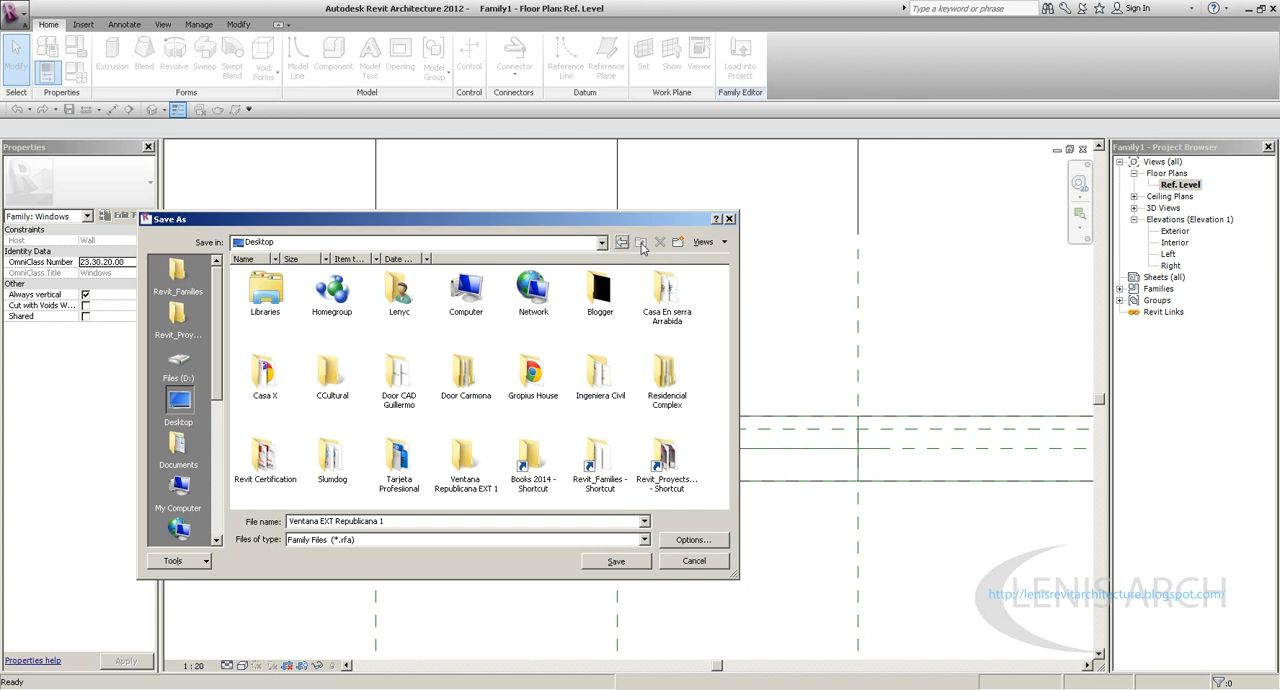 Autodesk Revit Architecture 2012 - Family1 - Floor Plan: Ref. Level
Type a keyword or phrase
Sign In
Home Insert Annotate View Manage Modify
Modify
Extrusion Blend Revolve Sweep Swept Blend Void Forms
Model Line Component Model Text Opening Model Group
Control Connector Reference Line Reference Plane
Set Show Viewer Load into Project
Select Properties Forms Model Control Connectors Datum Work Plane Family Editor
Properties
Family: Windows
Edit T
Constraints
Host Wall
Identity Data
OmniClass Number 23.30.20.00
OmniClass Title Windows
Other
Always vertical
Cut with Voids W...
Shared
Properties help
Apply
Save As
Save in: Desktop
Views
Name Size Item t... Date ...
Revit_Families
Revit_Proy...
Files (D:)
Desktop
Documents
My Computer
Libraries Homegroup Lenyc Computer Network Blogger Casa En serra Arrabida
Casa X CCultural Door CAD Guillermo Door Carmona Gropius House Ingeniera Civil Residencial Complex
Revit Certification Slumdog Tarjeta Profesional Ventana Republicana EXT 1 Books 2014 - Shortcut Revit_Families - Shortcut Revit_Proyects... - Shortcut
File name: Ventana EXT Republicana 1
Files of type: Family Files (*.rfa)
Options...
Tools
Save
Cancel
Family1 - Project Browser
Views (all)
Floor Plans
Ref. Level
Ceiling Plans
3D Views
Elevations (Elevation 1)
Exterior
Interior
Left
Right
Sheets (all)
Families
Groups
Revit Links
LENIS ARCH
http://lenisrevitarchitecture.blogspot.com/
1 : 20
Ready
:0